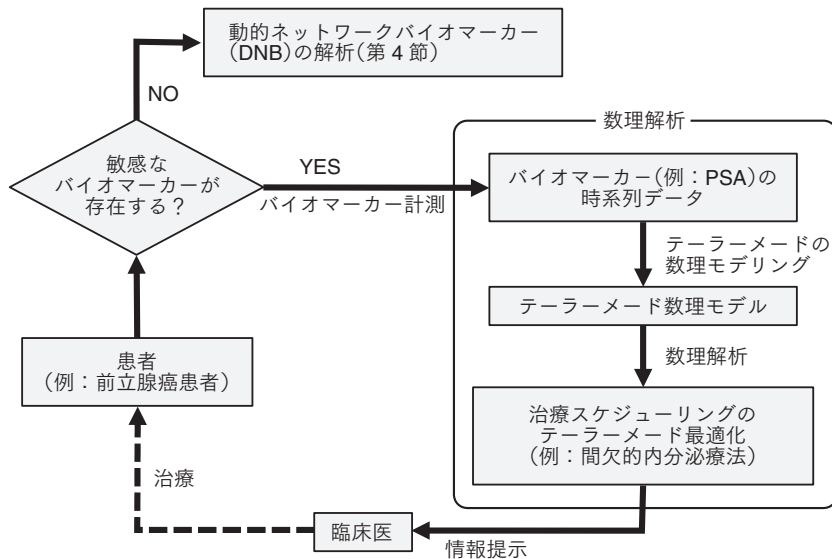 動的ネットワークバイオマーカー
(DNB)の解析(第4節)
NO
数理解析
敏感な
バイオマーカーが
存在する？
YES
バイオマーカー計測
バイオマーカー(例：PSA)の
時系列データ
テーラーメードの
数理モデリング
テーラーメード数理モデル
数理解析
患者
(例：前立腺癌患者)
治療スケジューリングの
テーラーメード最適化
(例：間欠的内分泌療法)
治療
臨床医
情報提示